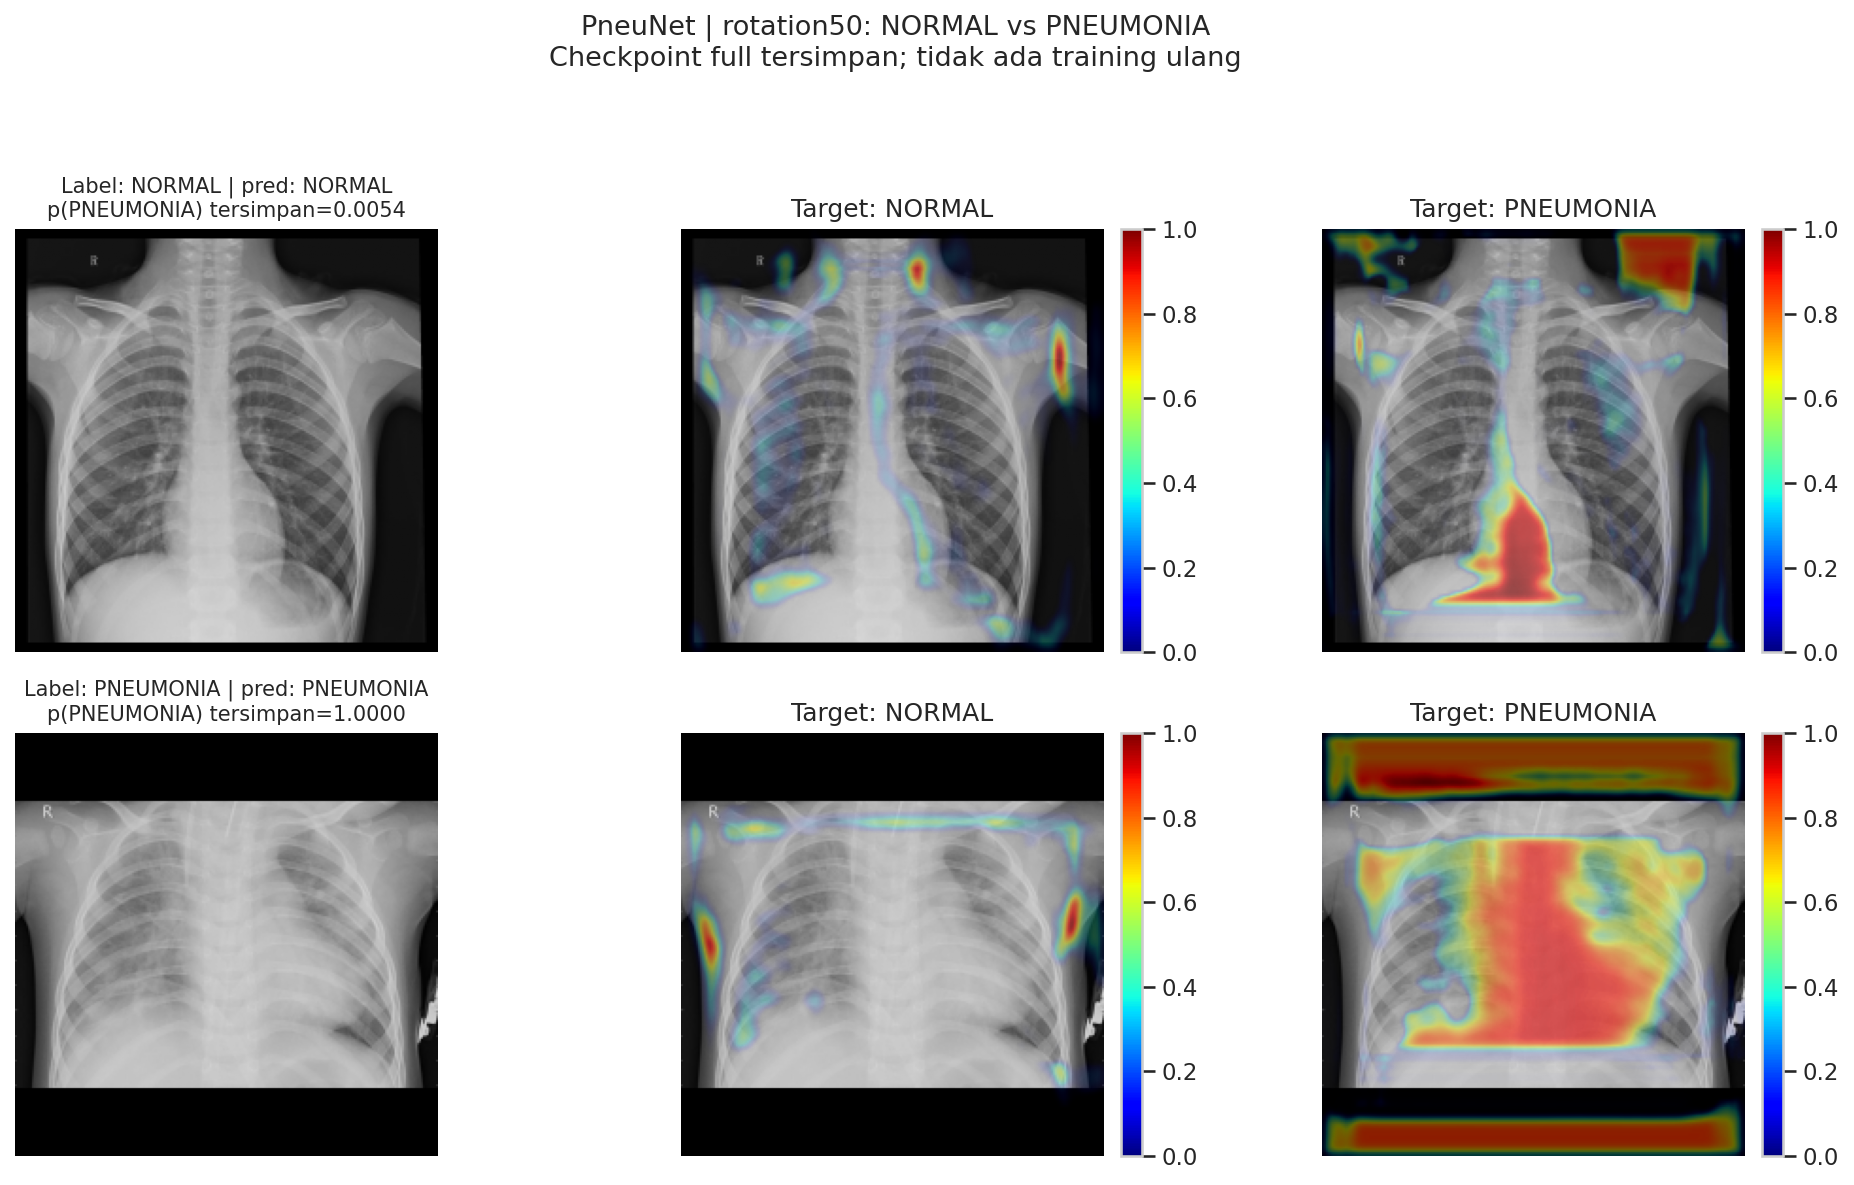 PneuNet | rotation50: NORMAL vs PNEUMONIA
Checkpoint full tersimpan; tidak ada training ulang
Label: NORMAL | pred: NORMAL
p(PNEUMONIA) tersimpan=0.0054
Target: NORMAL
Target: PNEUMONIA
R
R
R
1.0
0.8
0.6
0.4
0.2
0.0
1.0
0.8
0.6
0.4
0.2
0.0
Label: PNEUMONIA | pred: PNEUMONIA
p(PNEUMONIA) tersimpan=1.0000
Target: NORMAL
Target: PNEUMONIA
R
R
R
1.0
0.8
0.6
0.4
0.2
0.0
1.0
0.8
0.6
0.4
0.2
0.0